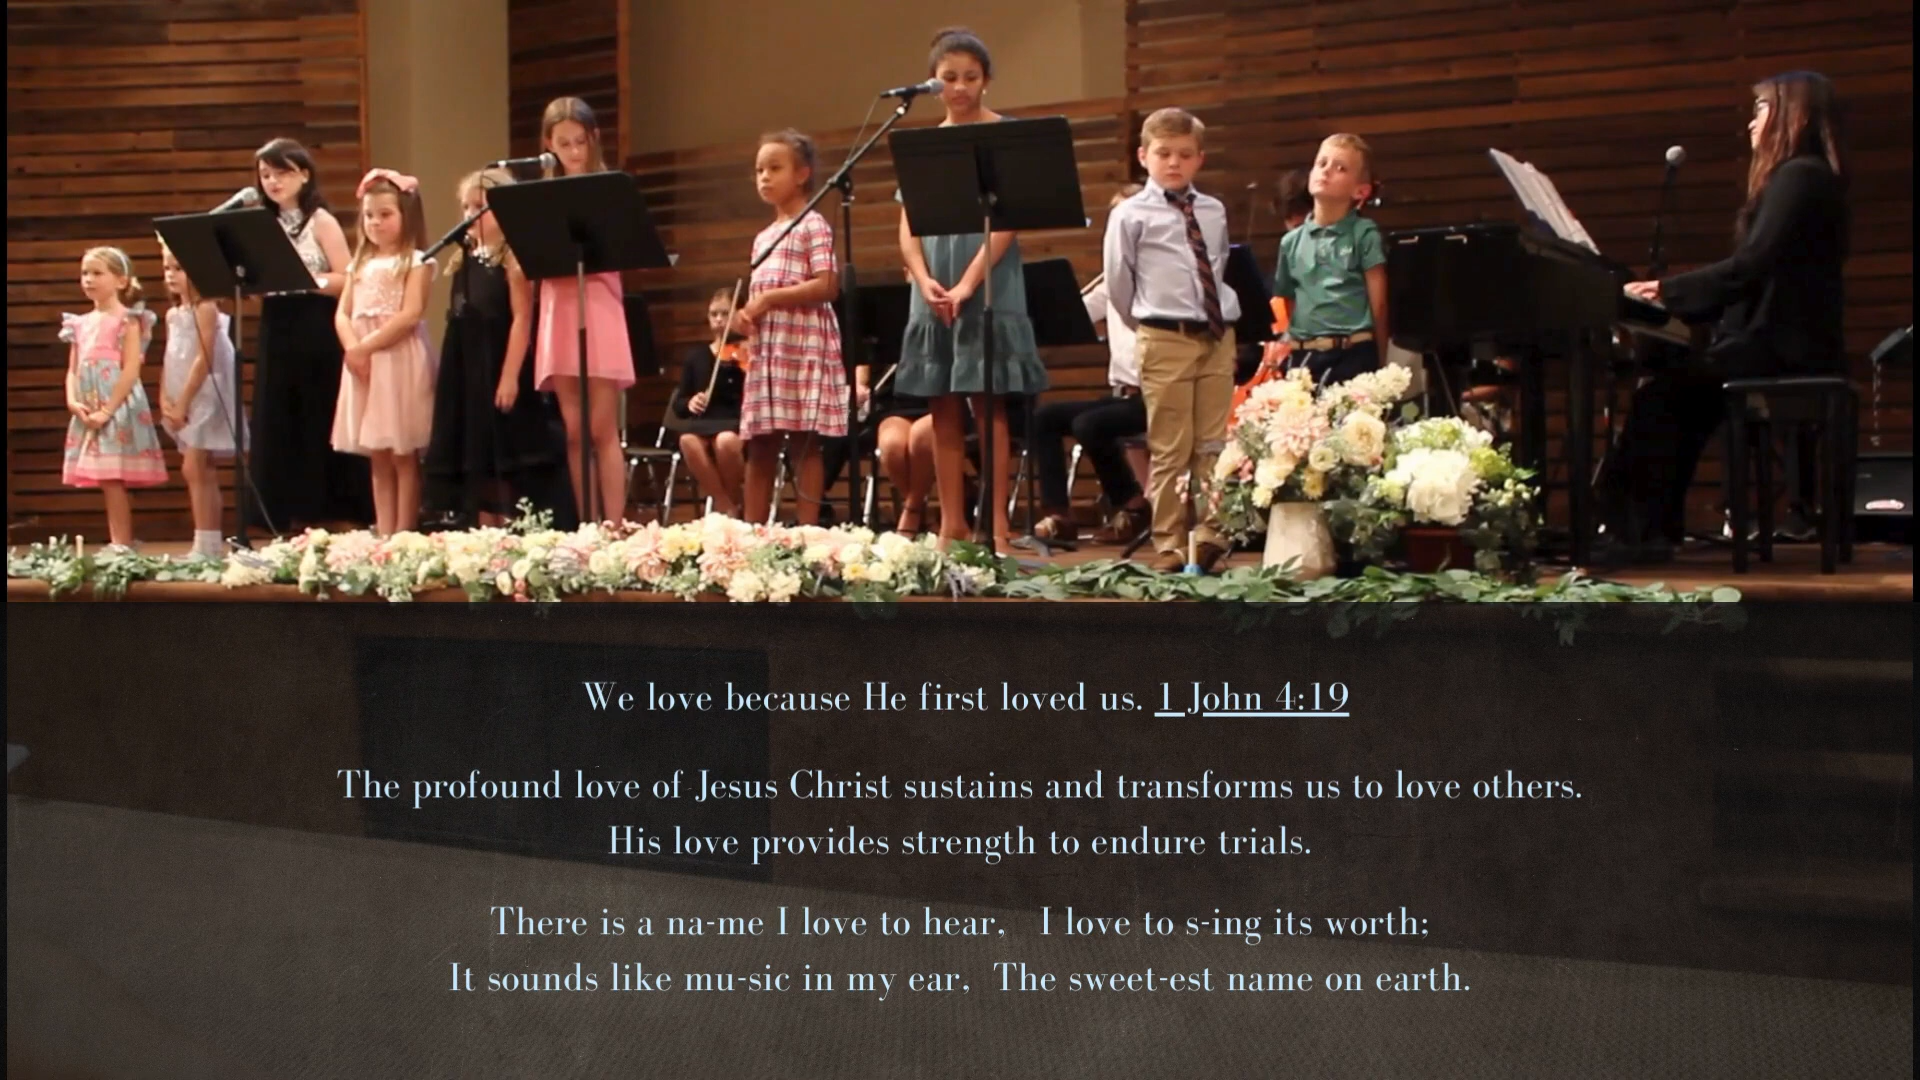 We love because He first loved us. 1 John 4:19
The profound love of Jesus Christ sustains and transforms us to love others.
His love provides strength to endure trials.
There is a na-me I love to hear, I love to s-ing its worth;
It sounds like mu-sic in my ear, The sweet-est name on earth.